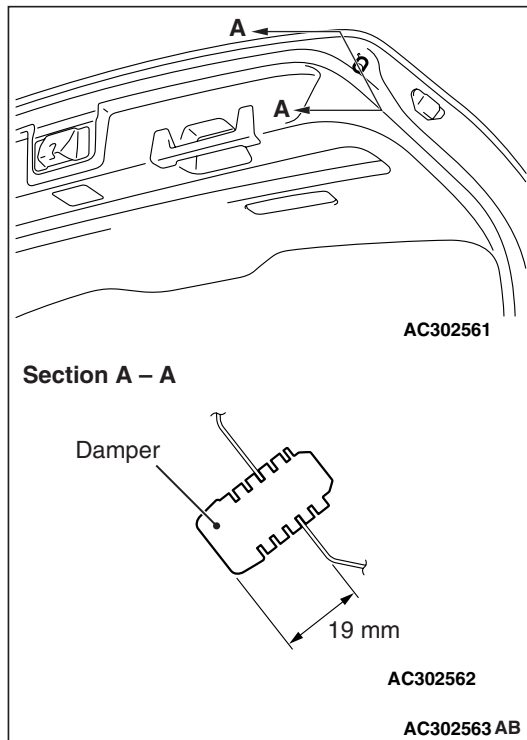 A
A
AC302561
Section A – A
Damper
19 mm
AC302562
AC302563 AB